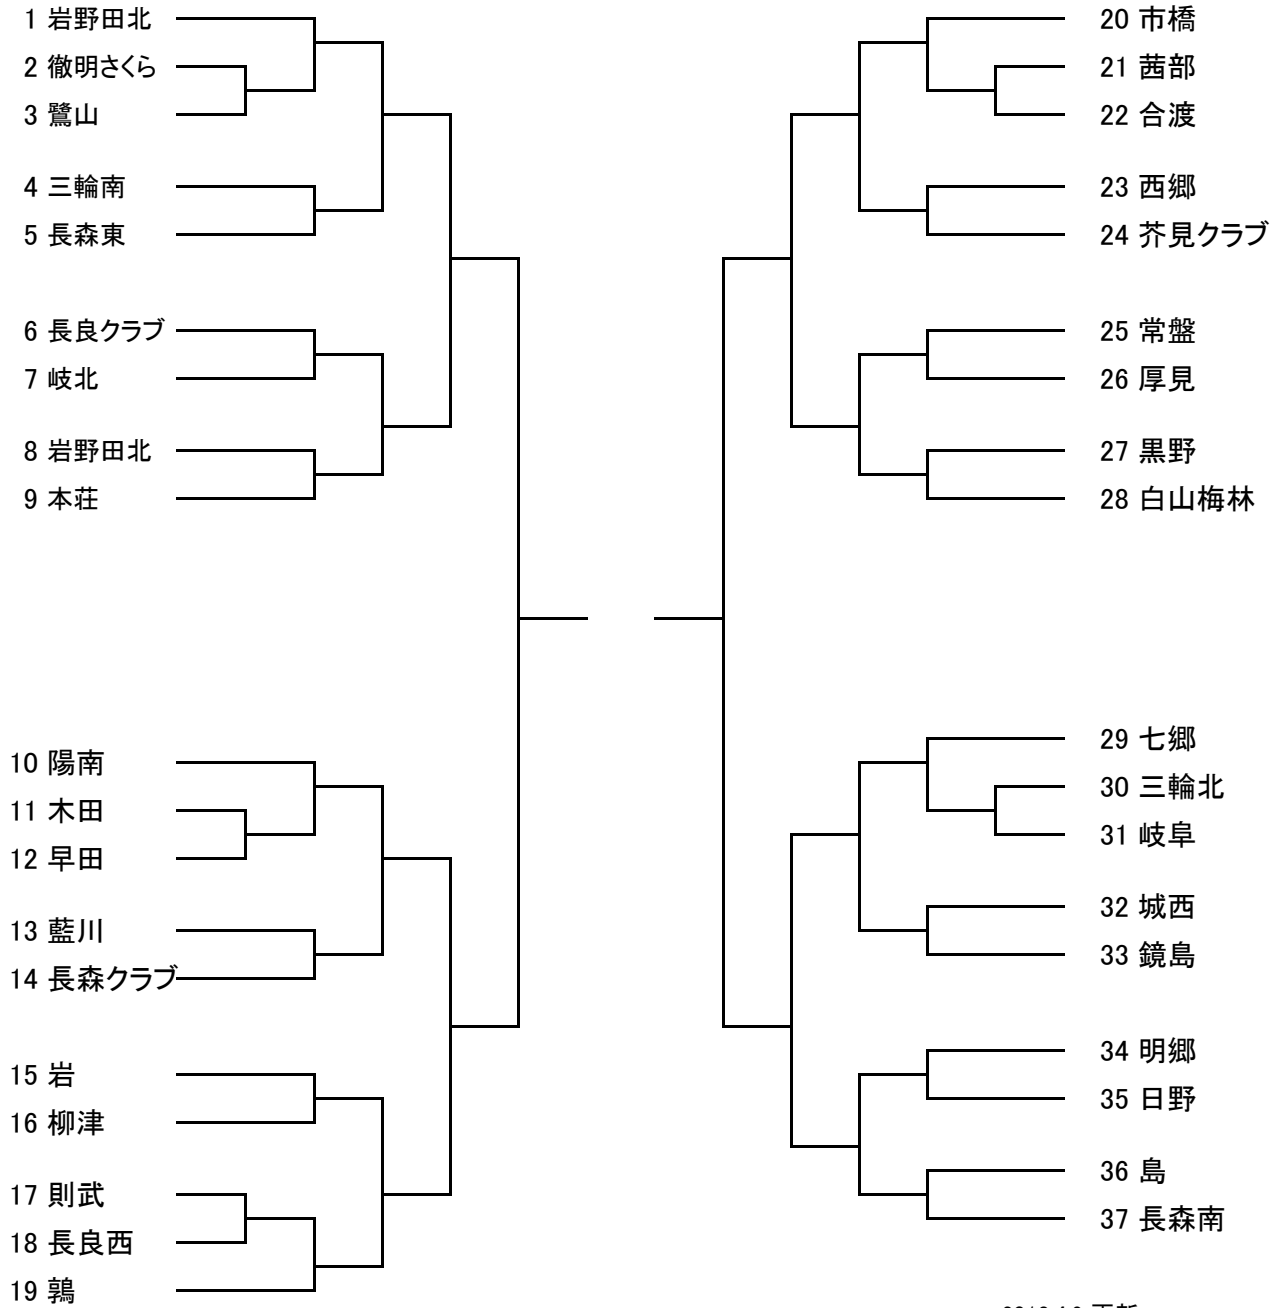 1 岩野田北
2 徹明さくら
3 鷺山
4 三輪南
5 長森東
6 長良クラブ
7 岐北
8 岩野田北
9 本荘
10 陽南
11 木田
12 早田
13 藍川
14 長森クラブ
15 岩
16 柳津
17 則武
18 長良西
19 鶉
20 市橋
21 茜部
22 合渡
23 西郷
24 芥見クラブ
25 常盤
26 厚見
27 黒野
28 白山梅林
29 七郷
30 三輪北
31 岐阜
32 城西
33 鏡島
34 明郷
35 日野
36 島
37 長森南